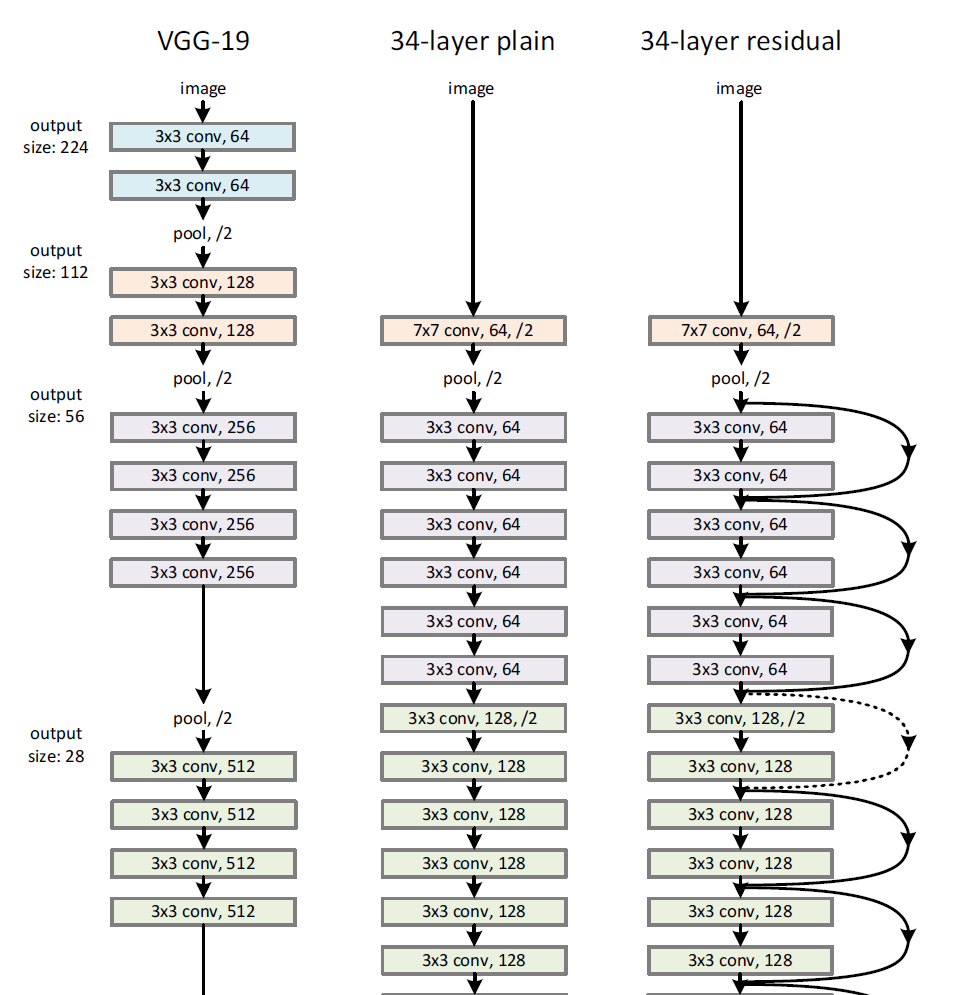 VGG-19
34-layer plain
34-layer residual
image
image
image
output
size: 224
3x3 conv, 64
3x3 conv, 64
pool, /2
output
size: 112
3x3 conv, 128
3x3 conv, 128
7x7 conv, 64, /2
7x7 conv, 64, /2
pool, /2
pool, /2
pool, /2
output
size: 56
3x3 conv, 256
3x3 conv, 64
3x3 conv, 64
3x3 conv, 256
3x3 conv, 64
3x3 conv, 64
3x3 conv, 256
3x3 conv, 64
3x3 conv, 64
3x3 conv, 256
3x3 conv, 64
3x3 conv, 64
3x3 conv, 64
3x3 conv, 64
3x3 conv, 64
3x3 conv, 64
pool, /2
3x3 conv, 128, /2
3x3 conv, 128, /2
output
size: 28
3x3 conv, 512
3x3 conv, 128
3x3 conv, 128
3x3 conv, 512
3x3 conv, 128
3x3 conv, 128
3x3 conv, 512
3x3 conv, 128
3x3 conv, 128
3x3 conv, 512
3x3 conv, 128
3x3 conv, 128
3x3 conv, 128
3x3 conv, 128